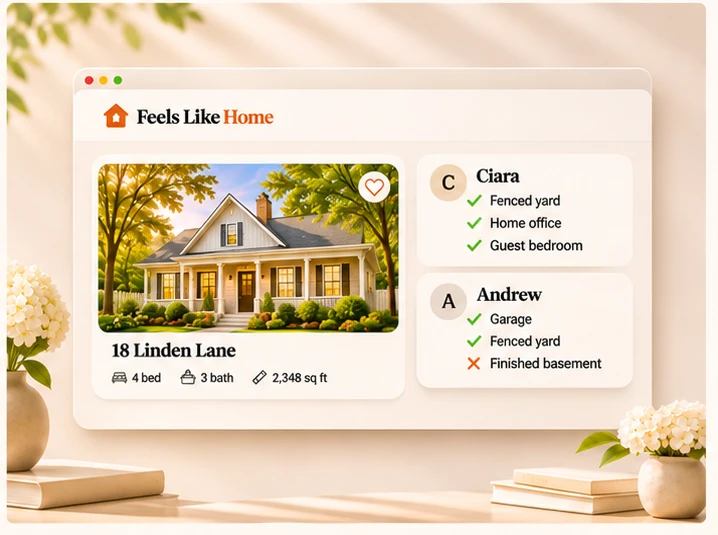 Feels Like Home
18 Linden Lane
4 bed 3 bath 2,348 sq ft
C Ciara
Fenced yard
Home office
Guest bedroom
A Andrew
Garage
Fenced yard
Finished basement